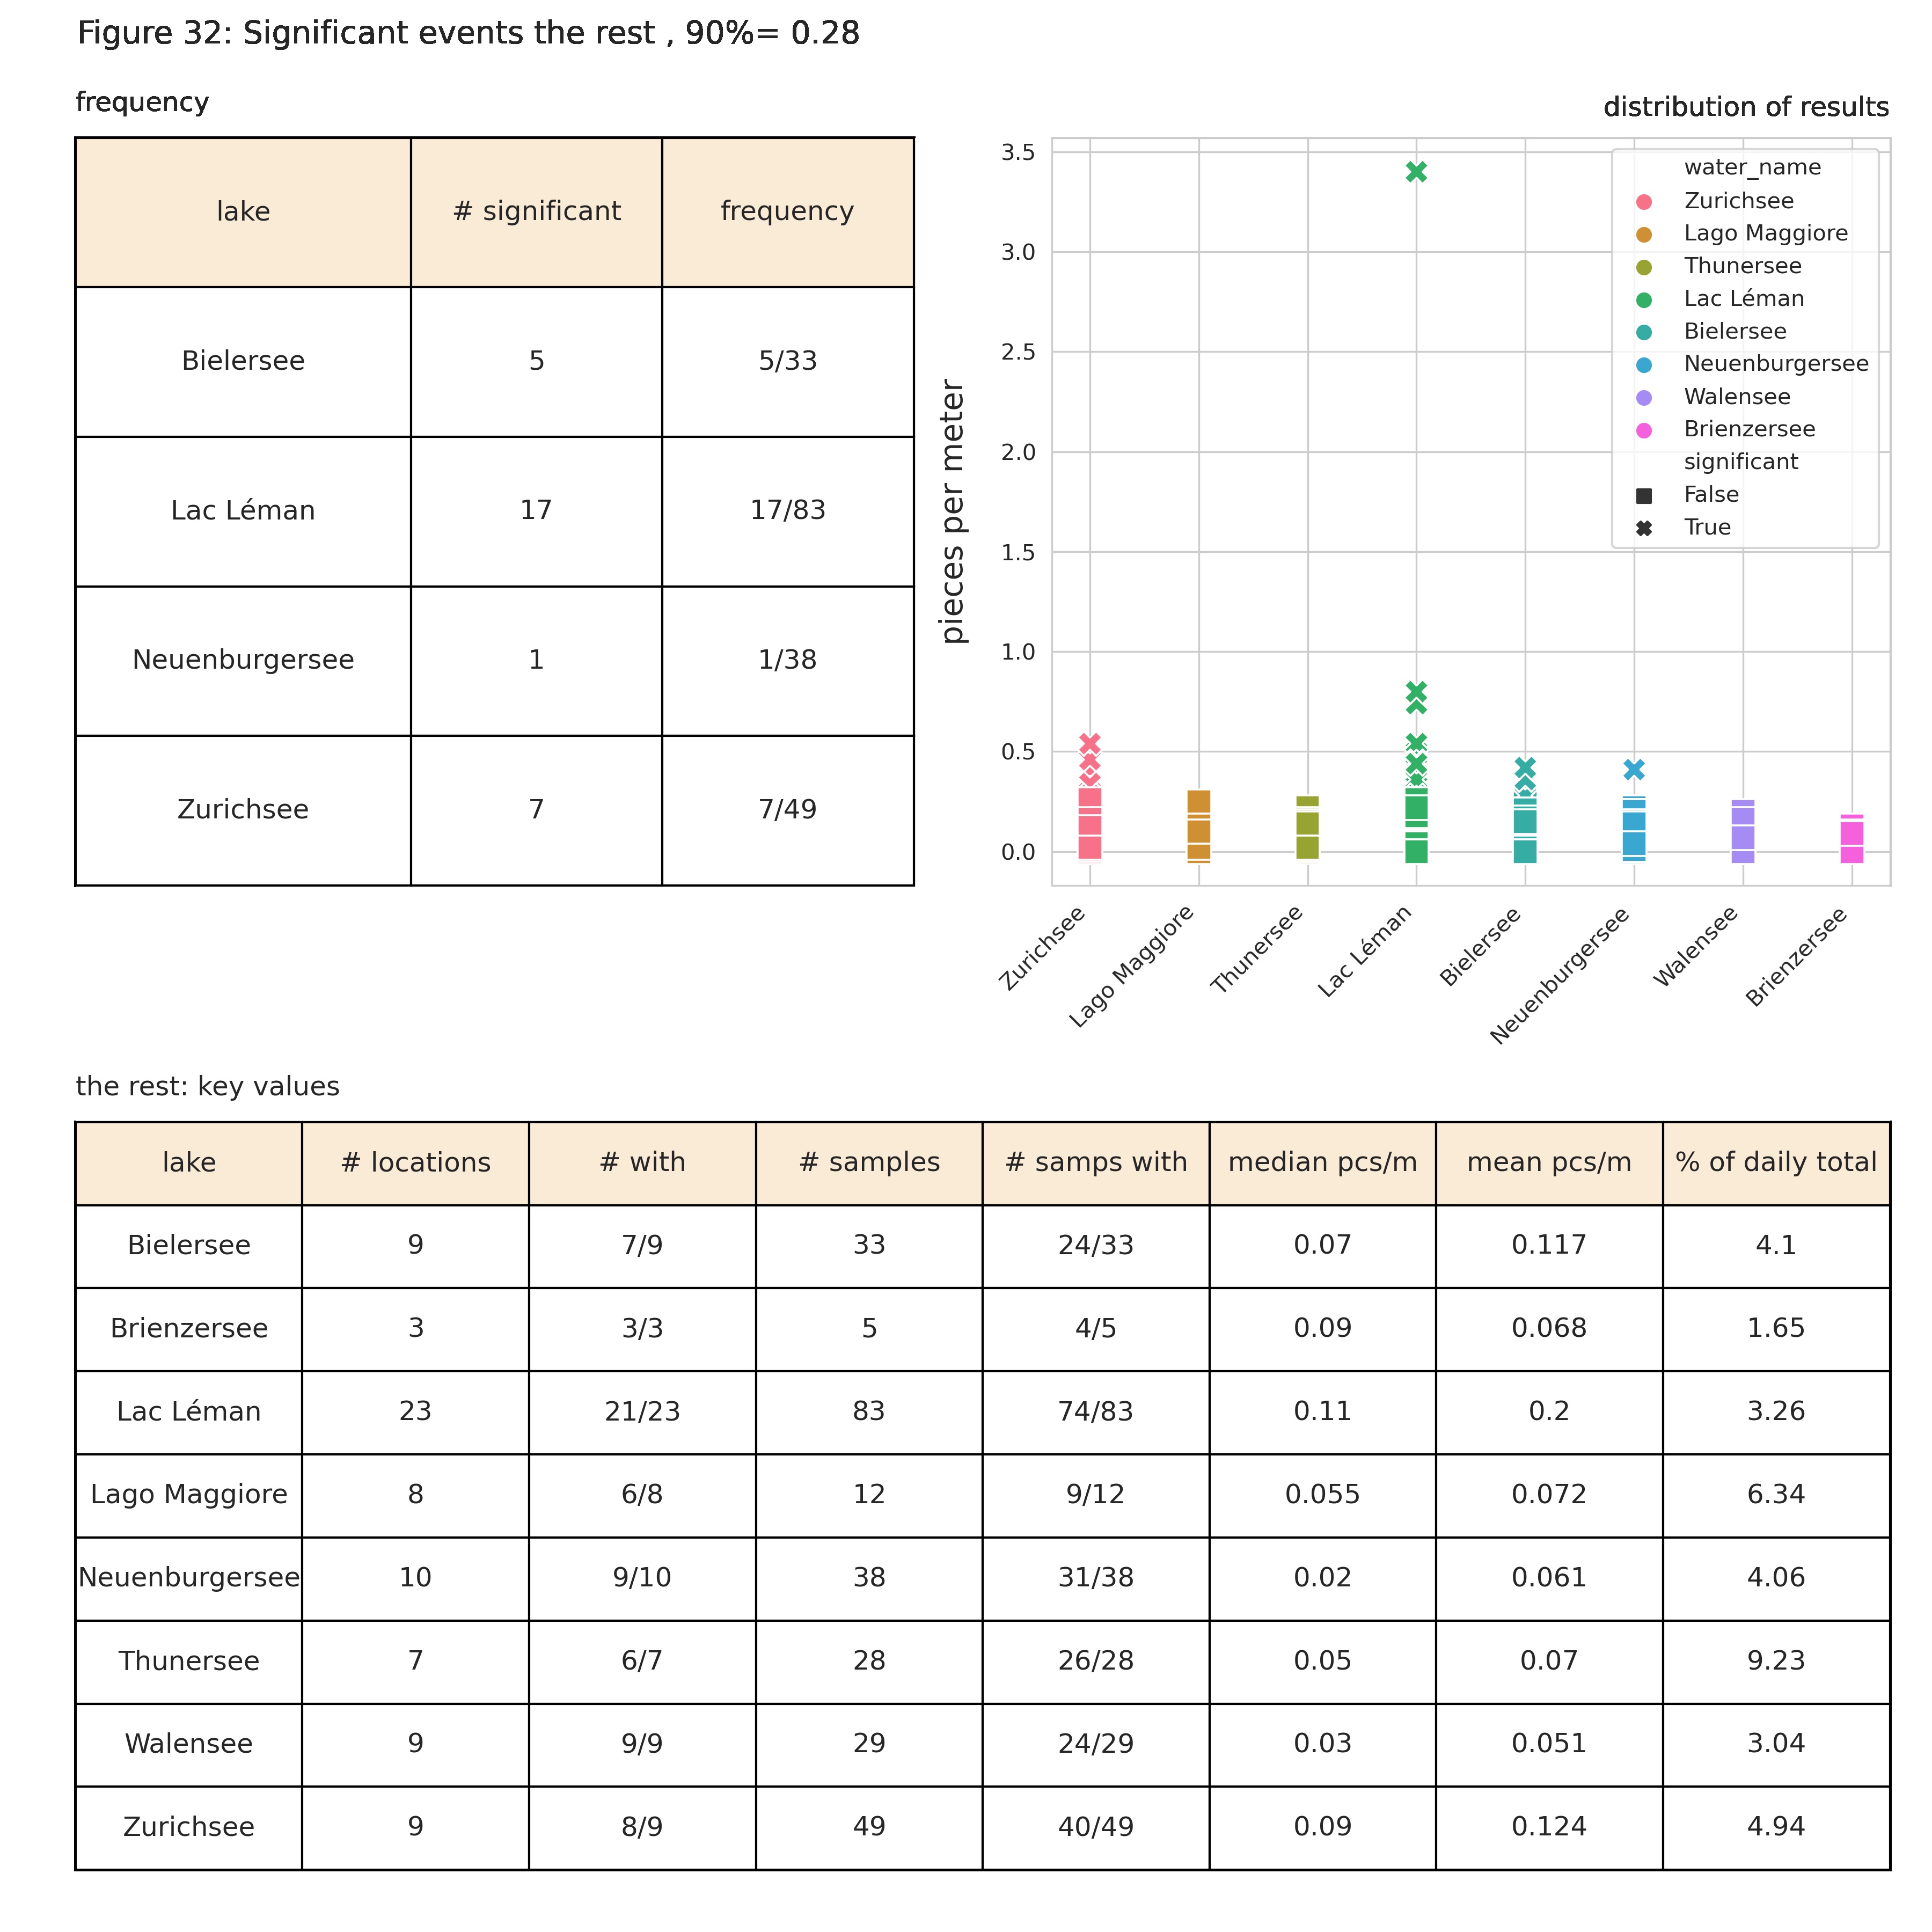 Figure 32: Significant events the rest , 90%= 0.28
frequency
lake # significant frequency
Bielersee 5 5/33
Lac Léman 17 17/83
Neuenburgersee 1 1/38
Zurichsee 7 7/49
distribution of results
pieces per meter
3.5
3.0
2.5
2.0
1.5
1.0
0.5
0.0
water_name
Zurichsee
Lago Maggiore
Thunersee
Lac Léman
Bielersee
Neuenburgersee
Walensee
Brienzersee
significant
False
True
Zurichsee
Lago Maggiore
Thunersee
Lac Léman
Bielersee
Neuenburgersee
Walensee
Brienzersee
the rest: key values
lake # locations # with # samples # samps with median pcs/m mean pcs/m % of daily total
Bielersee 9 7/9 33 24/33 0.07 0.117 4.1
Brienzersee 3 3/3 5 4/5 0.09 0.068 1.65
Lac Léman 23 21/23 83 74/83 0.11 0.2 3.26
Lago Maggiore 8 6/8 12 9/12 0.055 0.072 6.34
Neuenburgersee 10 9/10 38 31/38 0.02 0.061 4.06
Thunersee 7 6/7 28 26/28 0.05 0.07 9.23
Walensee 9 9/9 29 24/29 0.03 0.051 3.04
Zurichsee 9 8/9 49 40/49 0.09 0.124 4.94